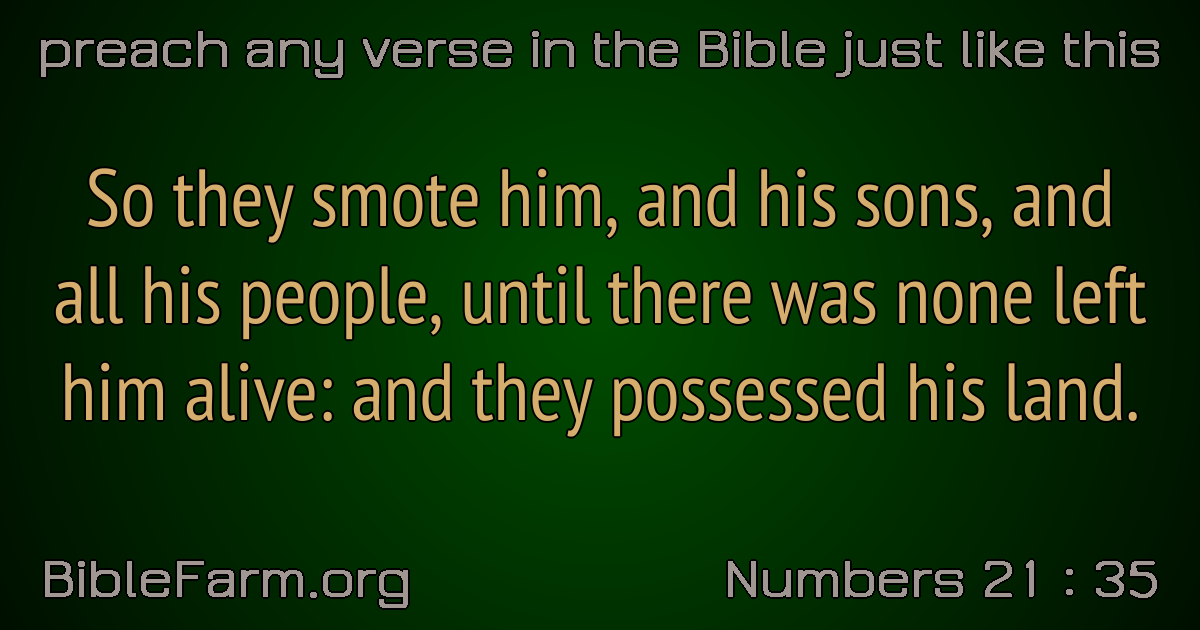 preach any verse in the Bible just like this
So they smote him, and his sons, and
all his people, until there was none left
him alive: and they possessed his land.
BibleFarm.org
Numbers 21 : 35